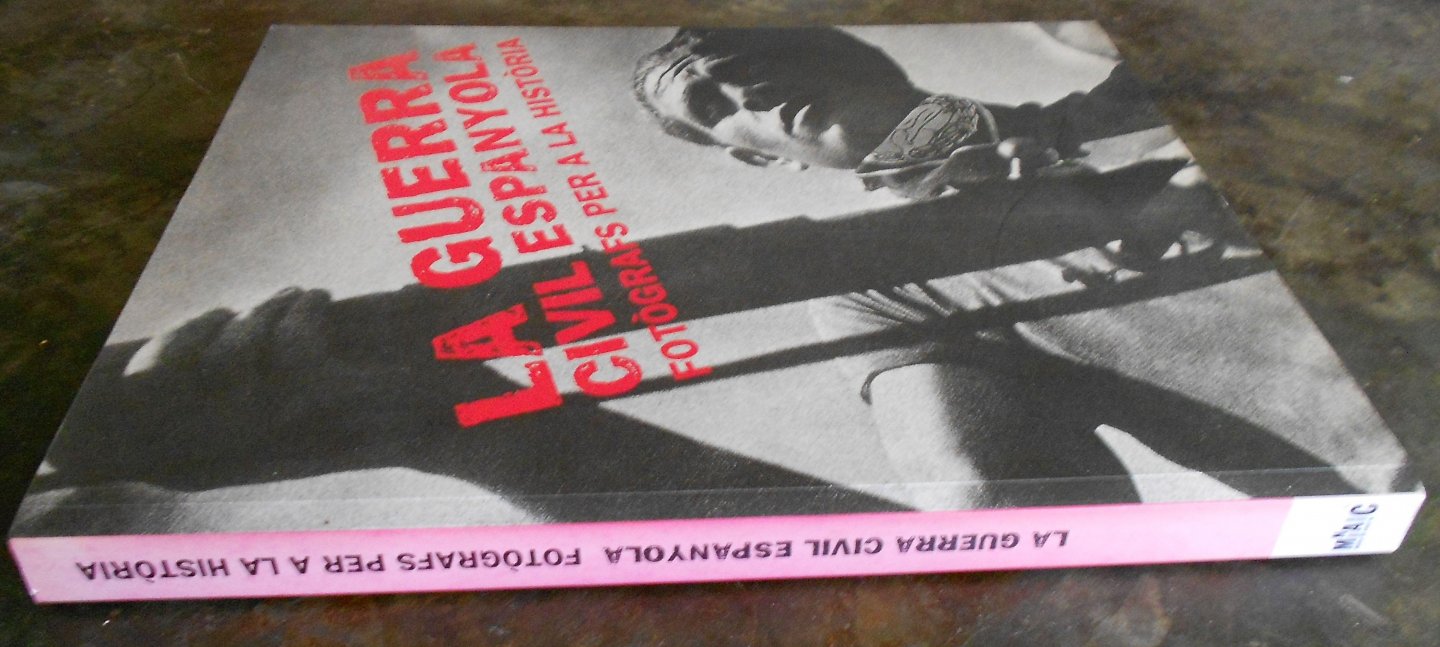 LA GUERRA
CIVIL ESPANYOLA
FOTÒGRAFS PER A LA HISTÒRIA
LA GUERRA CIVIL ESPANYOLA FOTÒGRAFS PER A LA HISTÒRIA
MNAC